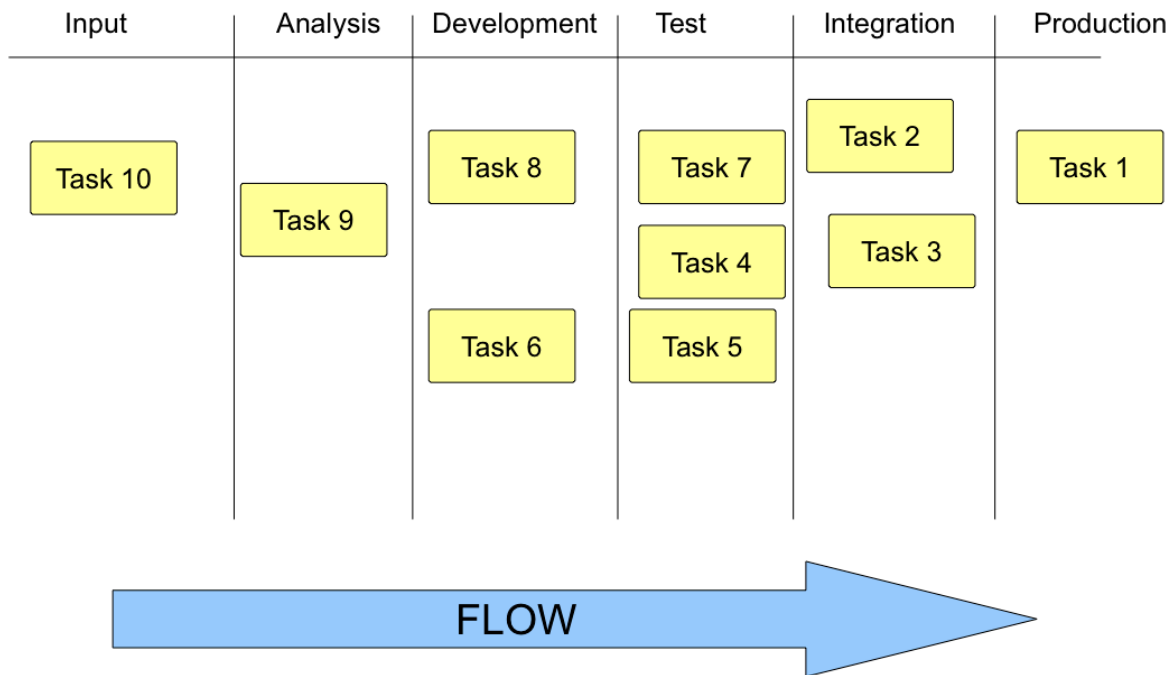 Input Analysis Development Test Integration Production
Task 2
Task 8 Task 7 Task 1
Task 10
Task 9
Task 3
Task 4
Task 6 Task 5
FLOW